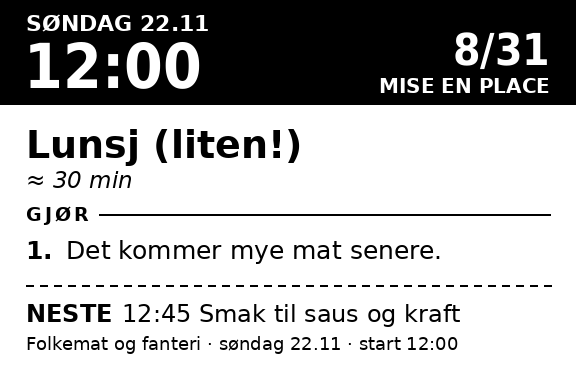 SØNDAG 22.11
12:00
8/31
MISE EN PLACE
Lunsj (liten!)
≈ 30 min
GJØR
1. Det kommer mye mat senere.
NESTE 12:45 Smak til saus og kraft
Folkemat og fanteri · søndag 22.11 · start 12:00